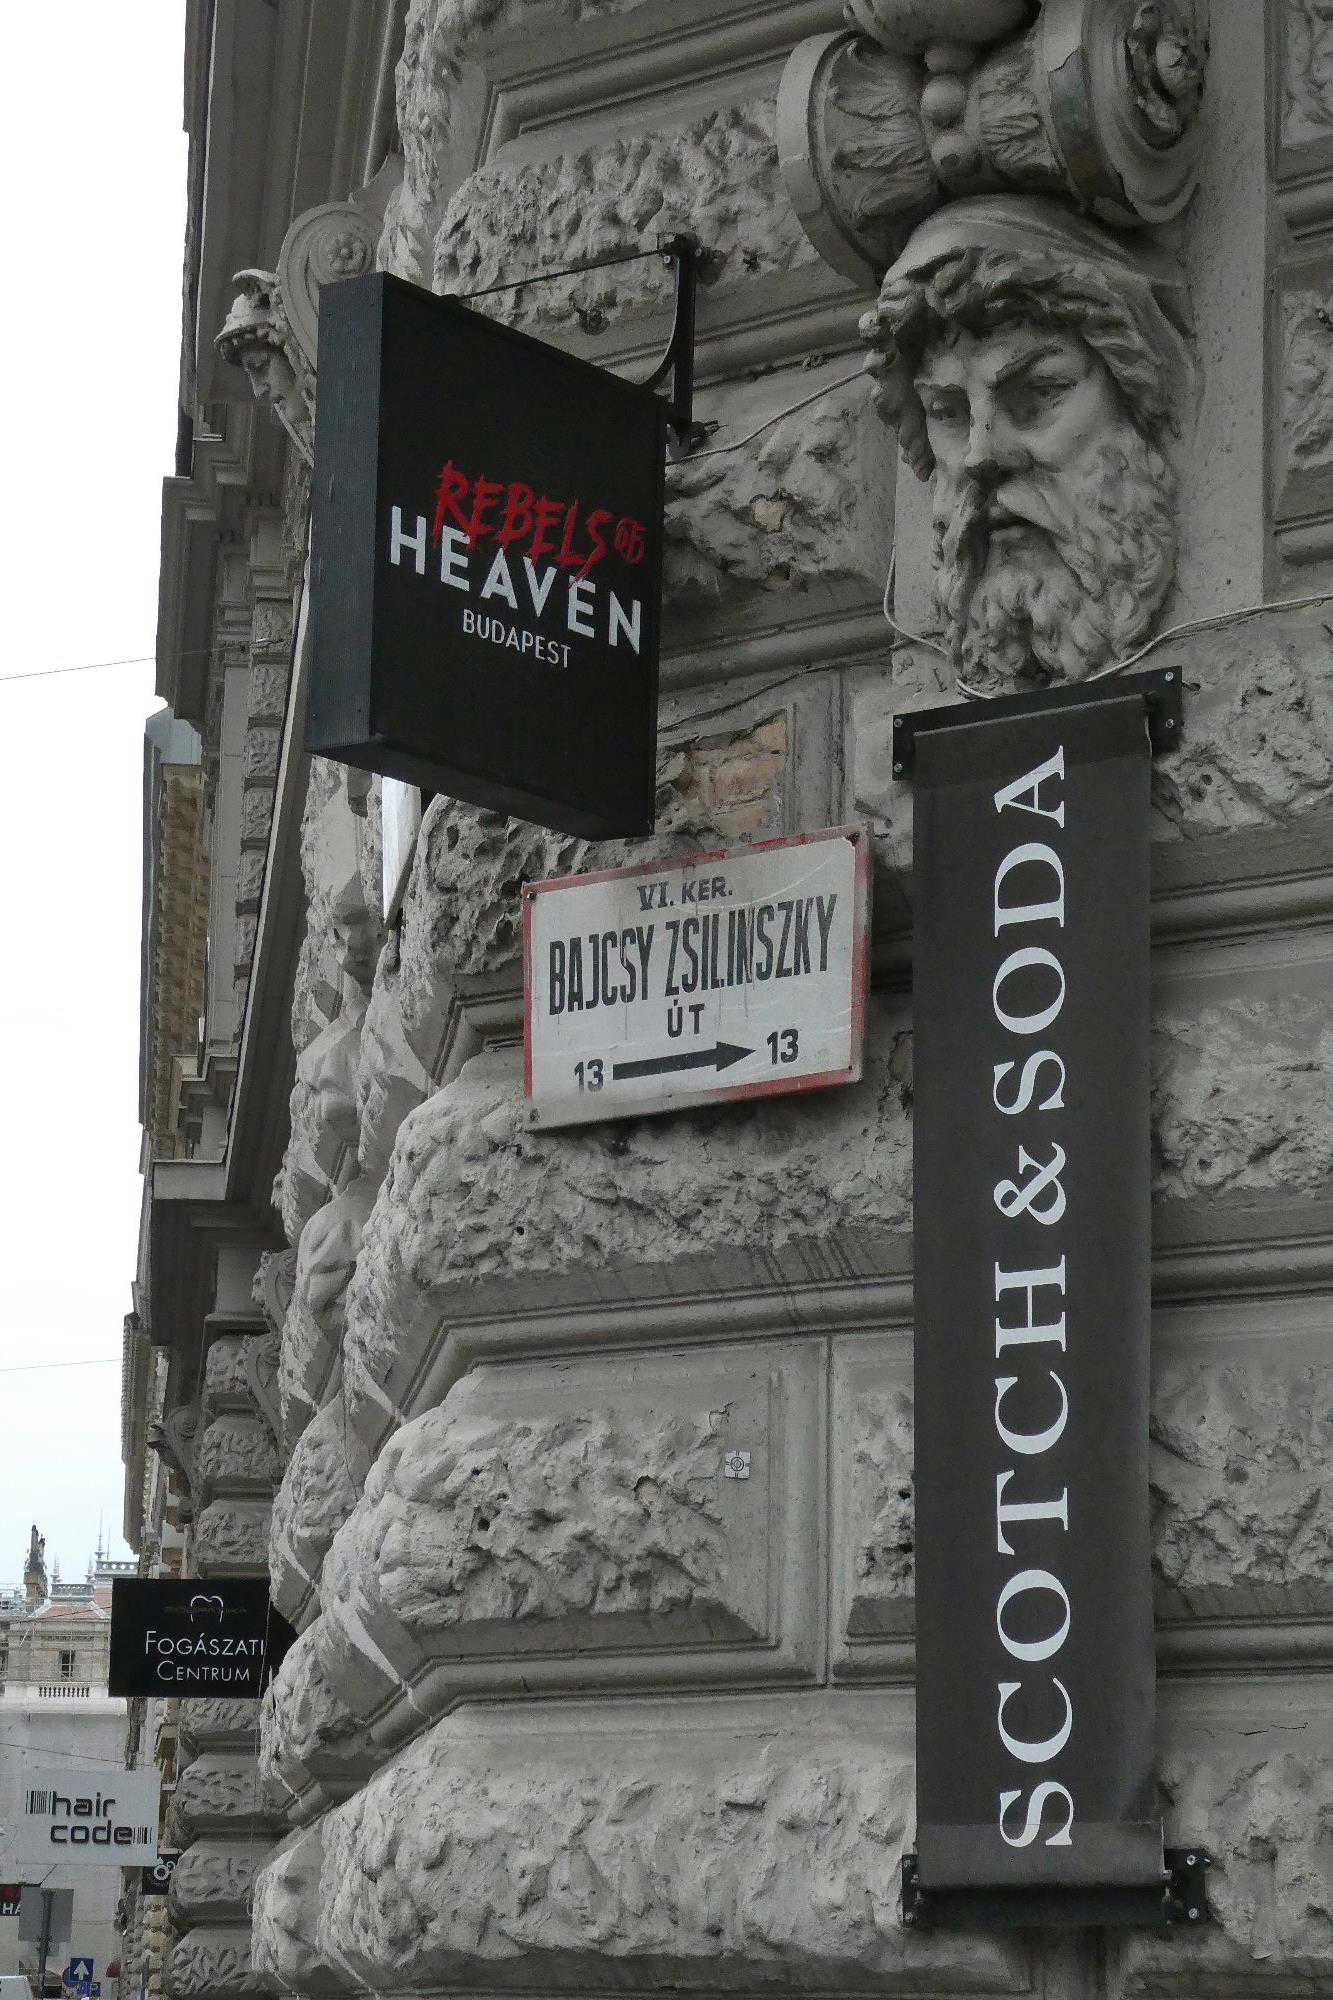 REBELS OF
HEAVEN
BUDAPEST
VI. KER.
BAJCSY ZSILINSZKY
ÚT
13 13
SCOTCH & SODA
FOGÁSZATI
CENTRUM
hair
code